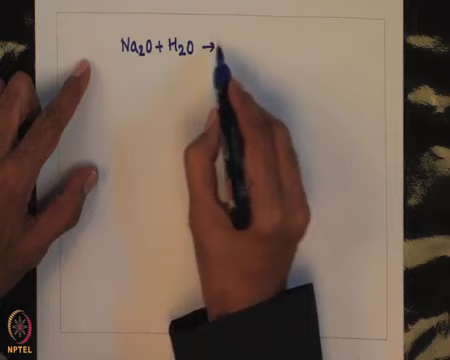 Na₂O + H₂O →
NPTEL